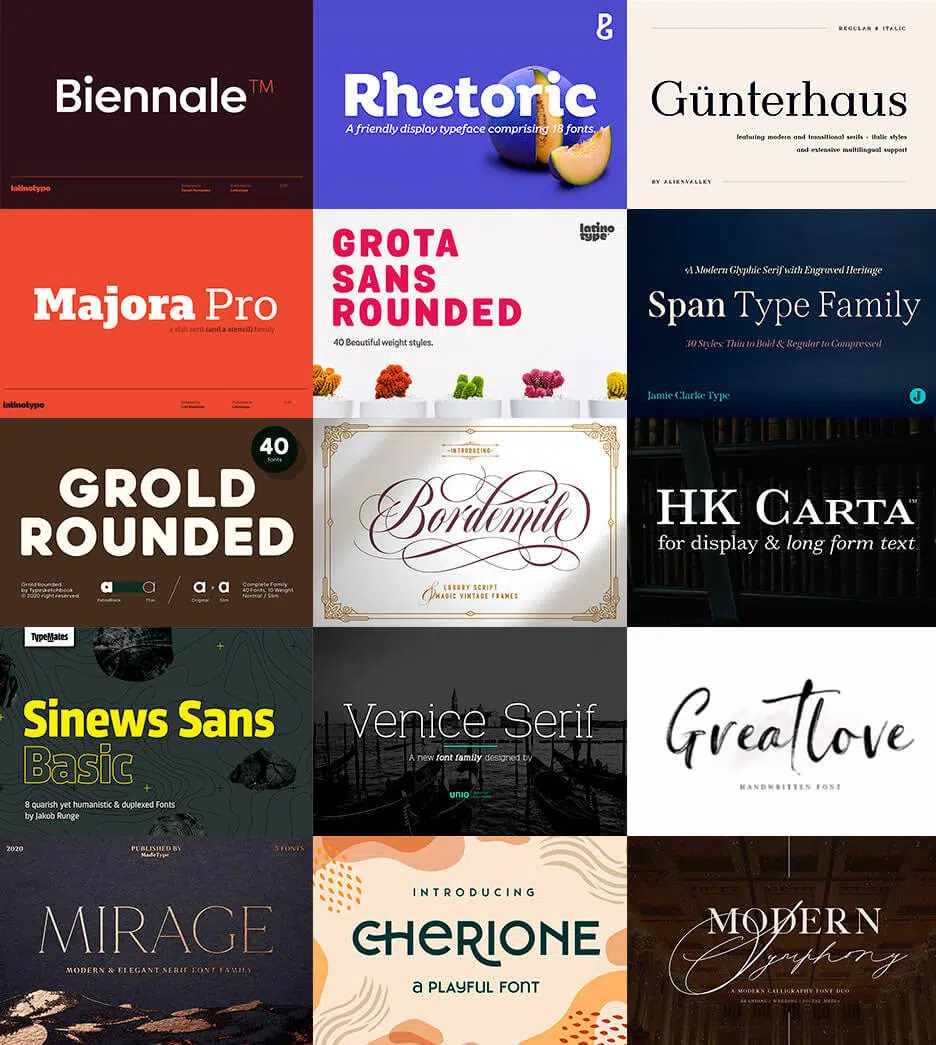 Biennale™
latinotype
Rhetoric
A friendly display typeface comprising 18 fonts.
REGULAR & ITALIC
Günterhaus
featuring modern and transitional serifs + italic styles
and extensive multilingual support
BY ALIENVALLEY
Majora Pro
a slab serif (and a stencil) family
latinotype
latino
type
GROTA
SANS
ROUNDED
40 Beautiful weight styles.
A Modern Glyphic Serif with Engraved Heritage
Span Type Family
30 Styles: Thin to Bold & Regular to Compressed
Jamie Clarke Type
J
40
fonts
GROLD
ROUNDED
Grold Rounded
by Typesketchbook
© 2020 right reserved.
a a
ExtraBlack Thin
a + a
Original Slim
Complete Family
40 Fonts, 10 Weight
Normal / Slim
-INTRODUCING-
Bordemile
LUXURY SCRIPT
& MAGIC VINTAGE FRAMES
HK CARTA™
for display & long form text
TypeMates
Sinews Sans
Basic
8 quarish yet humanistic & duplexed Fonts
by Jakob Runge
Venice Serif
A new font family designed by
UNIO
Greatlove
HANDWRITTEN FONT
2020
PUBLISHED BY
MadeType
5 FONTS
MIRAGE
MODERN & ELEGANT SERIF FONT FAMILY
INTRODUCING
CHERIONE
a PLAYFUL FONT
MODERN
Symphony
A MODERN CALLIGRAPHY FONT DUO
BRANDING | WEDDING | SOCIAL MEDIA